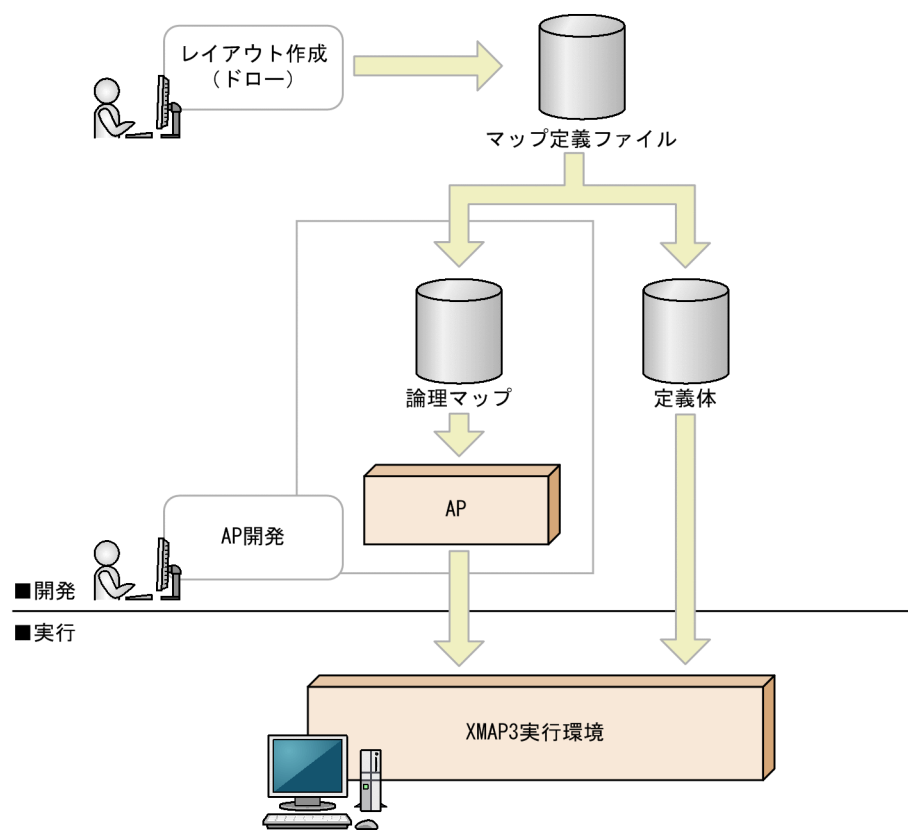 レイアウト作成
(ドロー)
マップ定義ファイル
論理マップ
定義体
AP
AP開発
■開発
■実行
XMAP3実行環境